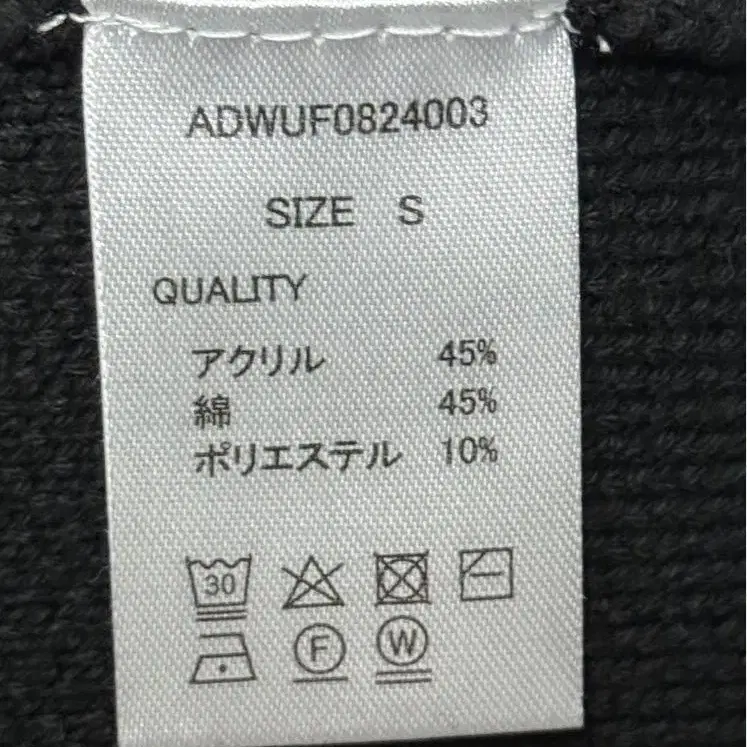 ADWUF0824003
SIZE S
QUALITY
アクリル 45%
綿 45%
ポリエステル 10%
30
F W